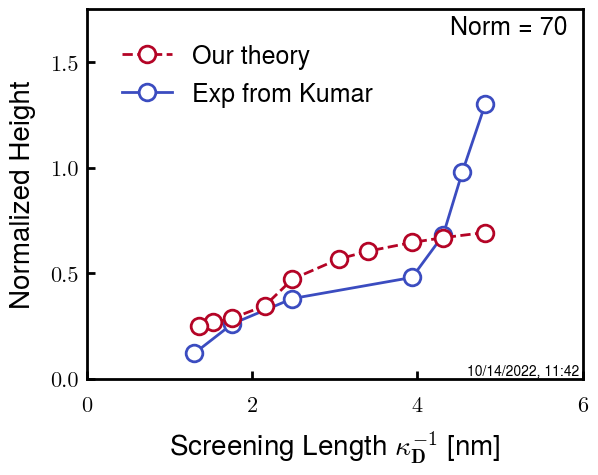 Norm = 70
Our theory
Exp from Kumar
Normalized Height
1.5
1.0
0.5
0.0
10/14/2022, 11:42
0 2 4 6
Screening Length κ_D^{-1} [nm]